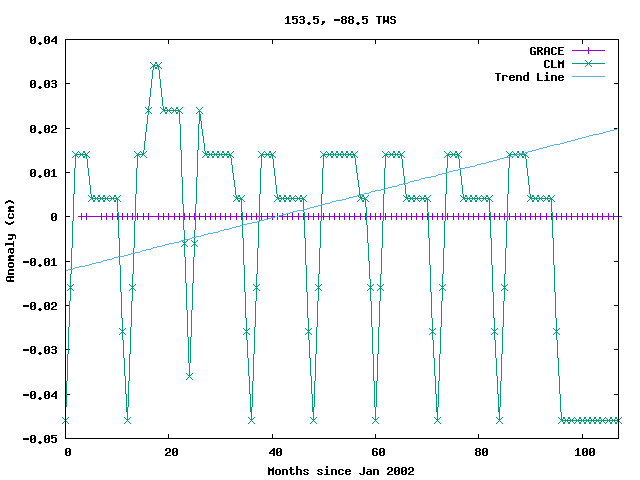 153.5, -88.5 TWS
GRACE
CLM
Trend Line
0.04
0.03
0.02
0.01
0
-0.01
-0.02
-0.03
-0.04
-0.05
Anomaly (cm)
0 20 40 60 80 100
Months since Jan 2002